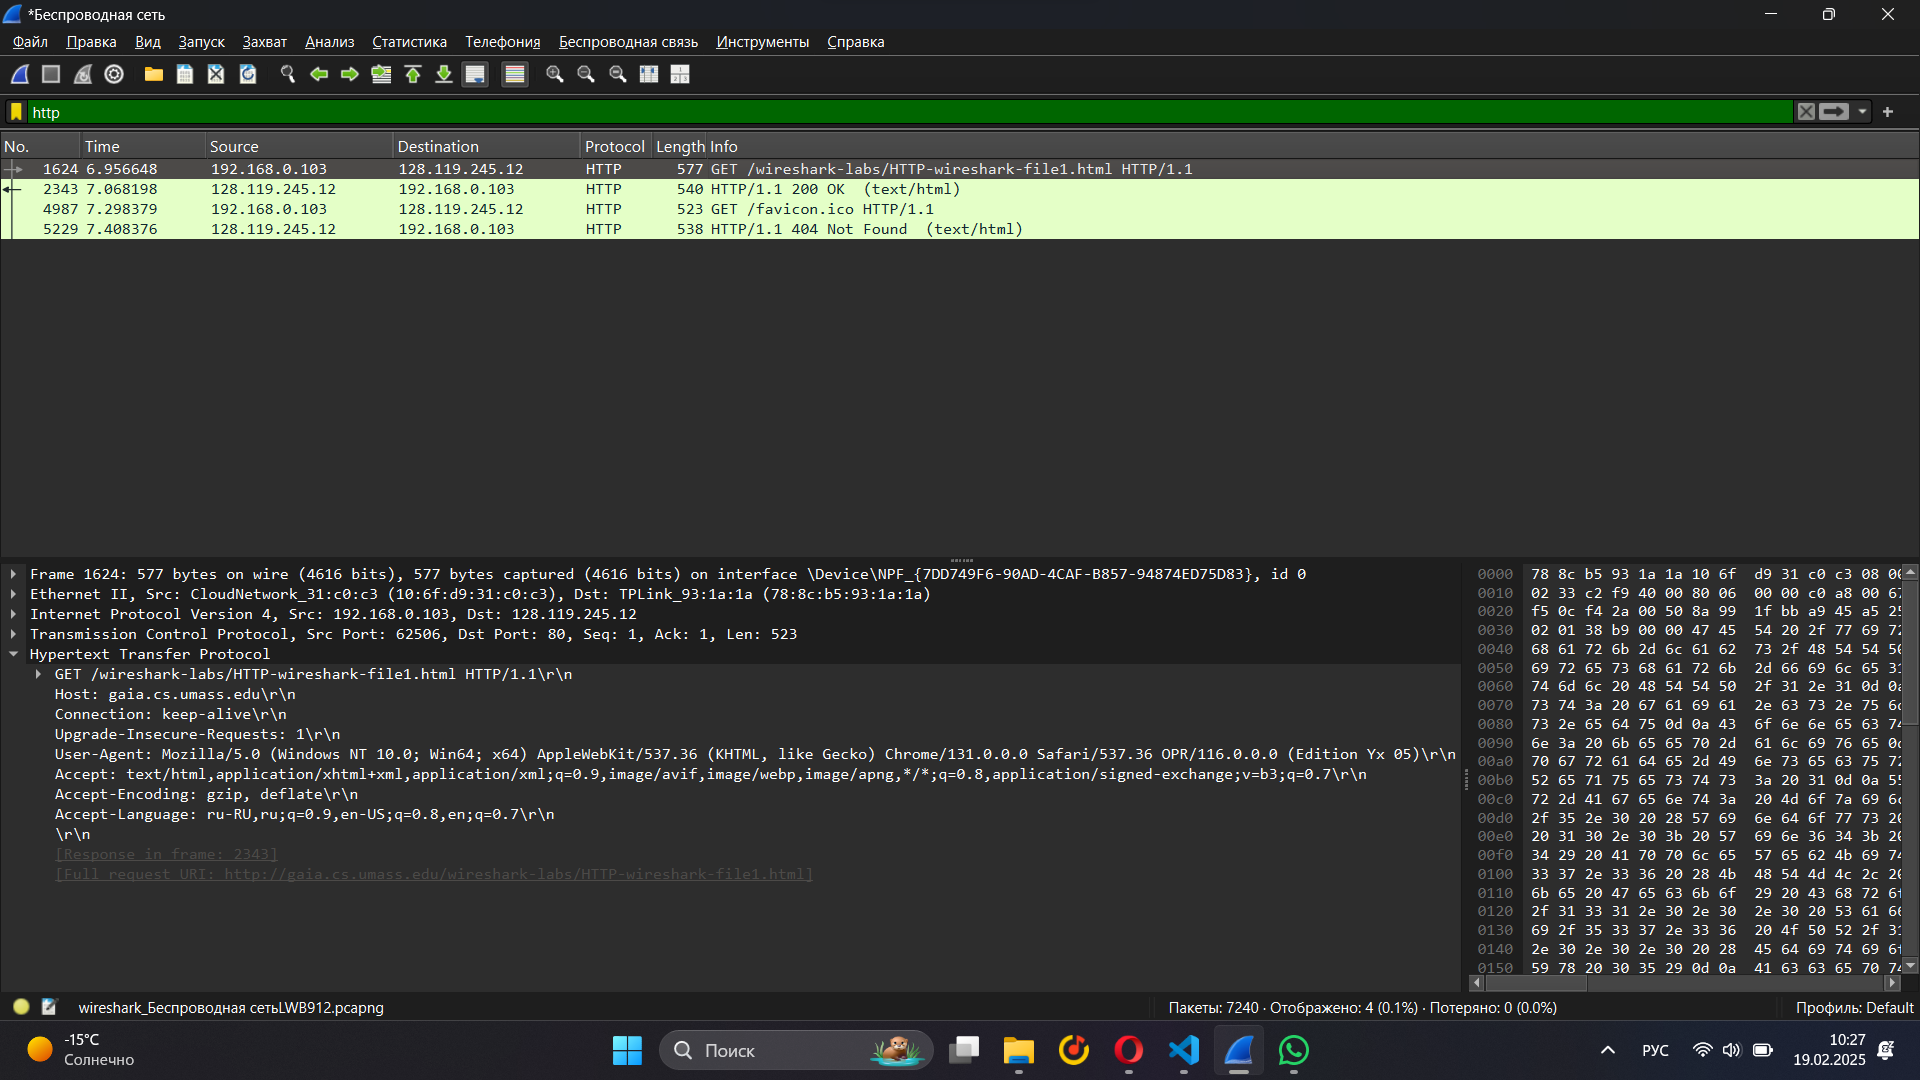 *Беспроводная сеть
Файл Правка Вид Запуск Захват Анализ Статистика Телефония Беспроводная связь Инструменты Справка
http
No. Time Source Destination Protocol Length Info
1624 6.956648 192.168.0.103 128.119.245.12 HTTP 577 GET /wireshark-labs/HTTP-wireshark-file1.html HTTP/1.1
2343 7.068198 128.119.245.12 192.168.0.103 HTTP 540 HTTP/1.1 200 OK (text/html)
4987 7.298379 192.168.0.103 128.119.245.12 HTTP 523 GET /favicon.ico HTTP/1.1
5229 7.408376 128.119.245.12 192.168.0.103 HTTP 538 HTTP/1.1 404 Not Found (text/html)
Frame 1624: 577 bytes on wire (4616 bits), 577 bytes captured (4616 bits) on interface \Device\NPF_{7DD749F6-90AD-4CAF-B857-94874ED75D83}, id 0
Ethernet II, Src: CloudNetwork_31:c0:c3 (10:6f:d9:31:c0:c3), Dst: TPLink_93:1a:1a (78:8c:b5:93:1a:1a)
Internet Protocol Version 4, Src: 192.168.0.103, Dst: 128.119.245.12
Transmission Control Protocol, Src Port: 62506, Dst Port: 80, Seq: 1, Ack: 1, Len: 523
Hypertext Transfer Protocol
GET /wireshark-labs/HTTP-wireshark-file1.html HTTP/1.1\r\n
Host: gaia.cs.umass.edu\r\n
Connection: keep-alive\r\n
Upgrade-Insecure-Requests: 1\r\n
User-Agent: Mozilla/5.0 (Windows NT 10.0; Win64; x64) AppleWebKit/537.36 (KHTML, like Gecko) Chrome/131.0.0.0 Safari/537.36 OPR/116.0.0.0 (Edition Yx 05)\r\n
Accept: text/html,application/xhtml+xml,application/xml;q=0.9,image/avif,image/webp,image/apng,*/*;q=0.8,application/signed-exchange;v=b3;q=0.7\r\n
Accept-Encoding: gzip, deflate\r\n
Accept-Language: ru-RU,ru;q=0.9,en-US;q=0.8,en;q=0.7\r\n
\r\n
[Response in frame: 2343]
[Full request URI: http://gaia.cs.umass.edu/wireshark-labs/HTTP-wireshark-file1.html]
0000 78 8c b5 93 1a 1a 10 6f d9 31 c0 c3 08 00
0010 02 33 c2 f9 40 00 80 06 00 00 c0 a8 00 67
0020 f5 0c f4 2a 00 50 8a 99 1f bb a9 45 a5 25
0030 02 01 38 b9 00 00 47 45 54 20 2f 77 69 72
0040 68 61 72 6b 2d 6c 61 62 73 2f 48 54 54 50
0050 69 72 65 73 68 61 72 6b 2d 66 69 6c 65 31
0060 74 6d 6c 20 48 54 54 50 2f 31 2e 31 0d 0a
0070 73 74 3a 20 67 61 69 61 2e 63 73 2e 75 6d
0080 73 2e 65 64 75 0d 0a 43 6f 6e 6e 65 63 74
0090 6e 3a 20 6b 65 65 70 2d 61 6c 69 76 65 0d
00a0 70 67 72 61 64 65 2d 49 6e 73 65 63 75 72
00b0 52 65 71 75 65 73 74 73 3a 20 31 0d 0a 55
00c0 72 2d 41 67 65 6e 74 3a 20 4d 6f 7a 69 6c
00d0 2f 35 2e 30 20 28 57 69 6e 64 6f 77 73 20
00e0 20 31 30 2e 30 3b 20 57 69 6e 36 34 3b 20
00f0 34 29 20 41 70 70 6c 65 57 65 62 4b 69 74
0100 33 37 2e 33 36 20 28 4b 48 54 4d 4c 2c 20
0110 6b 65 20 47 65 63 6b 6f 29 20 43 68 72 6f
0120 2f 31 33 31 2e 30 2e 30 2e 30 20 53 61 66
0130 69 2f 35 33 37 2e 33 36 20 4f 50 52 2f 31
0140 2e 30 2e 30 2e 30 20 28 45 64 69 74 69 6f
0150 59 78 20 30 35 29 0d 0a 41 63 63 65 70 74
wireshark_Беспроводная сетьLWB912.pcapng
Пакеты: 7240 · Отображено: 4 (0.1%) · Потеряно: 0 (0.0%)
Профиль: Default
-15°C
Солнечно
Поиск
РУС
10:27
19.02.2025